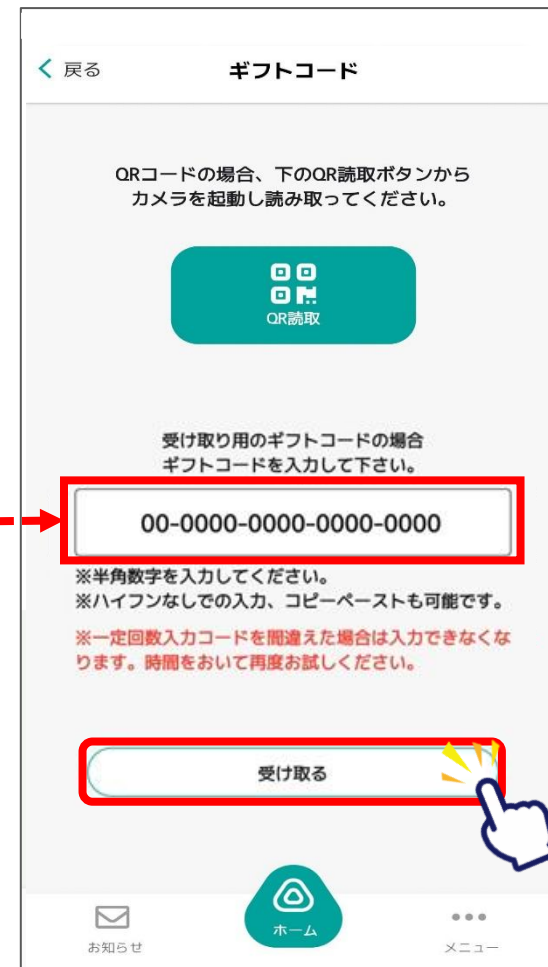 戻る
ギフトコード
QRコードの場合、下のQR読取ボタンから
カメラを起動し読み取ってください。
QR読取
受け取り用のギフトコードの場合
ギフトコードを入力して下さい。
00-0000-0000-0000-0000
※半角数字を入力してください。
※ハイフンなしでの入力、コピーペーストも可能です。
※一定回数入力コードを間違えた場合は入力できなくな
ります。時間をおいて再度お試しください。
受け取る
お知らせ
ホーム
メニュー